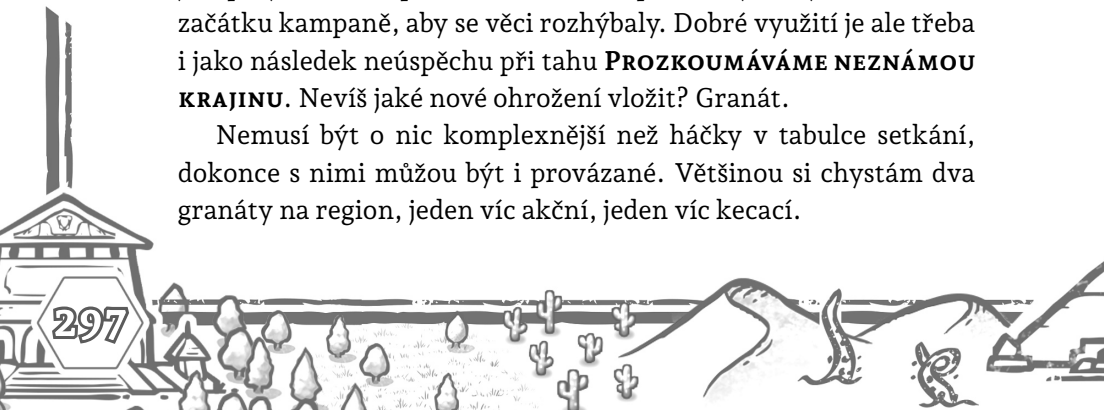 začátku kampaně, aby se věci rozhýbaly. Dobré využití je ale třeba
i jako následek neúspěchu při tahu PROZKOUMÁVÁME NEZNÁMOU
KRAJINU. Nevíš jaké nové ohrožení vložit? Granát.
Nemusí být o nic komplexnější než háčky v tabulce setkání,
dokonce s nimi můžou být i provázané. Většinou si chystám dva
granáty na region, jeden víc akční, jeden víc kecací.
297